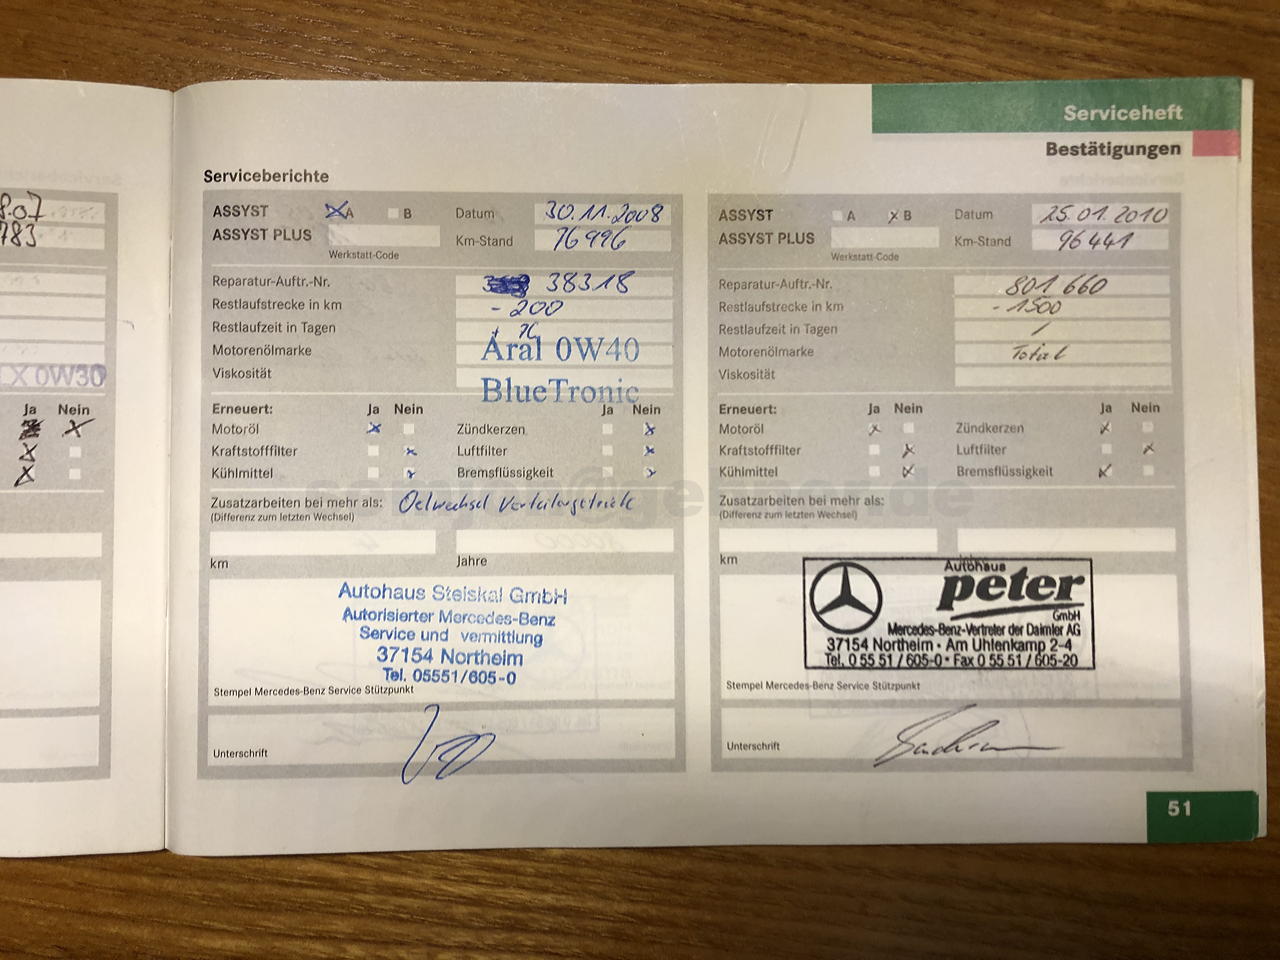 Serviceheft
Bestätigungen
8.07
783
X 0W30
Ja Nein
Serviceberichte
ASSYST A B Datum 30.11.2008
ASSYST PLUS Km-Stand 76996
Werkstatt-Code
Reparatur-Auftr.-Nr. 38318
Restlaufstrecke in km - 200
Restlaufzeit in Tagen
Motorenölmarke Aral 0W40
Viskosität BlueTronic
Erneuert: Ja Nein Ja Nein
Motoröl x Zündkerzen x
Kraftstofffilter x Luftfilter x
Kühlmittel x Bremsflüssigkeit x
Zusatzarbeiten bei mehr als: Oelwechsel Verteilergetriebe
(Differenz zum letzten Wechsel)
km Jahre
Autohaus Steiskal GmbH
Autorisierter Mercedes-Benz
Service und vermittlung
37154 Northeim
Tel. 05551/605-0
Stempel Mercedes-Benz Service Stützpunkt
Unterschrift
ASSYST A x B Datum 25.01.2010
ASSYST PLUS Km-Stand 96441
Werkstatt-Code
Reparatur-Auftr.-Nr. 801660
Restlaufstrecke in km - 1500
Restlaufzeit in Tagen /
Motorenölmarke Total
Viskosität
Erneuert: Ja Nein Ja Nein
Motoröl x Zündkerzen x
Kraftstofffilter x Luftfilter x
Kühlmittel x Bremsflüssigkeit x
Zusatzarbeiten bei mehr als:
(Differenz zum letzten Wechsel)
km
Autohaus
peter
GmbH
Mercedes-Benz-Vertreter der Daimler AG
37154 Northeim · Am Uhlenkamp 2-4
Tel. 0 55 51 / 605-0 · Fax 0 55 51 / 605-20
Stempel Mercedes-Benz Service Stützpunkt
Unterschrift
51